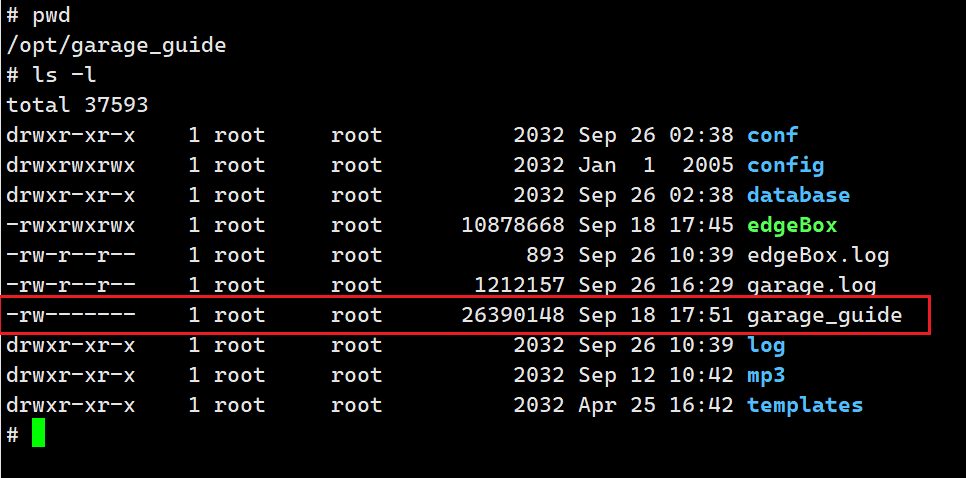 # pwd
/opt/garage_guide
# ls -l
total 37593
drwxr-xr-x    1 root     root          2032 Sep 26 02:38 conf
drwxrwxrwx    1 root     root          2032 Jan  1  2005 config
drwxr-xr-x    1 root     root          2032 Sep 26 02:38 database
-rwxrwxrwx    1 root     root      10878668 Sep 18 17:45 edgeBox
-rw-r--r--    1 root     root           893 Sep 26 10:39 edgeBox.log
-rw-r--r--    1 root     root       1212157 Sep 26 16:29 garage.log
-rw-------    1 root     root      26390148 Sep 18 17:51 garage_guide
drwxr-xr-x    1 root     root          2032 Sep 26 10:39 log
drwxr-xr-x    1 root     root          2032 Sep 12 10:42 mp3
drwxr-xr-x    1 root     root          2032 Apr 25 16:42 templates
#